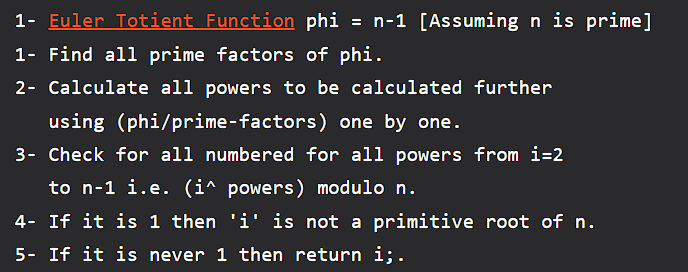 1- Euler Totient Function phi = n-1 [Assuming n is prime]
1- Find all prime factors of phi.
2- Calculate all powers to be calculated further
using (phi/prime-factors) one by one.
3- Check for all numbered for all powers from i=2
to n-1 i.e. (i^ powers) modulo n.
4- If it is 1 then 'i' is not a primitive root of n.
5- If it is never 1 then return i;.